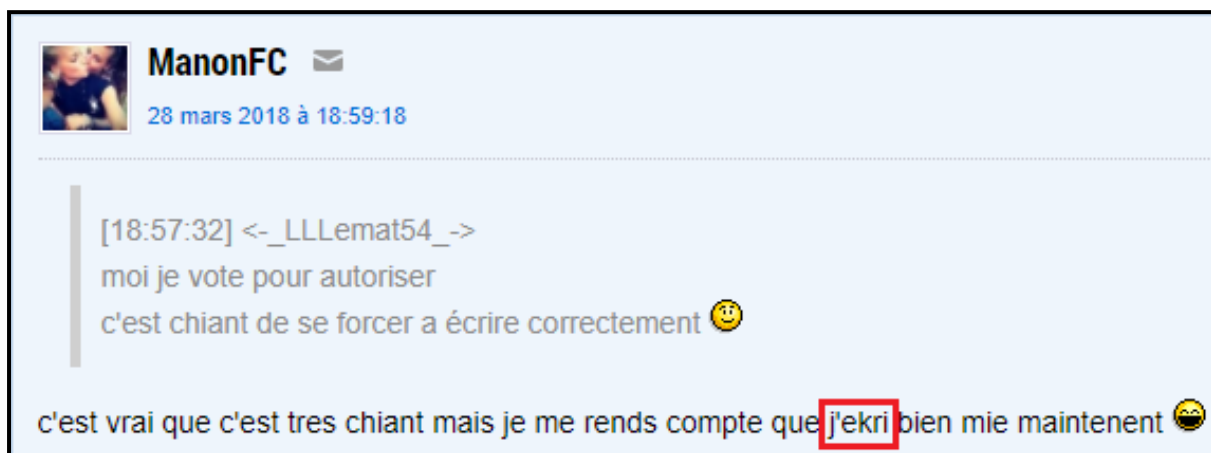 ManonFC
28 mars 2018 à 18:59:18
[18:57:32] <-_LLLemat54_->
moi je vote pour autoriser
c'est chiant de se forcer a écrire correctement
c'est vrai que c'est tres chiant mais je me rends compte que j'ekri bien mie maintenent